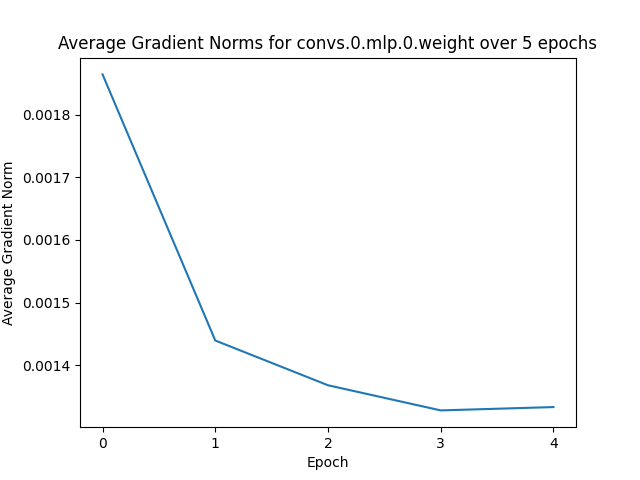 Average Gradient Norms for convs.0.mlp.0.weight over 5 epochs
Average Gradient Norm
0.0018
0.0017
0.0016
0.0015
0.0014
0 1 2 3 4
Epoch